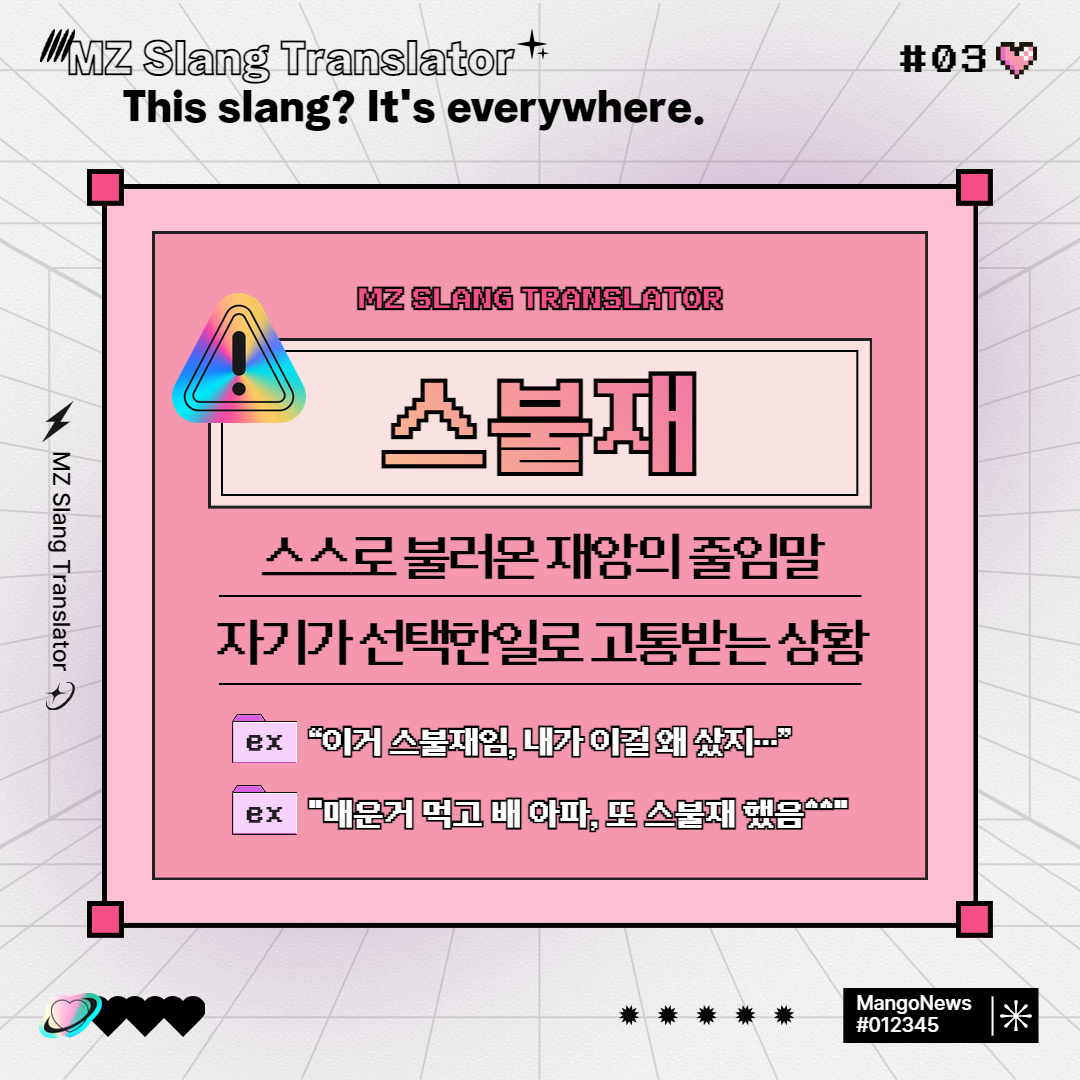 MZ Slang Translator
This slang? It's everywhere.
#03
MZ SLANG TRANSLATOR
스불재
스스로 불러온 재앙의 줄임말
자기가 선택한일로 고통받는 상황
ex “이거 스불재임, 내가 이걸 왜 샀지…”
ex "매운거 먹고 배 아파, 또 스불재 했음^^"
MZ Slang Translator
MangoNews
#012345